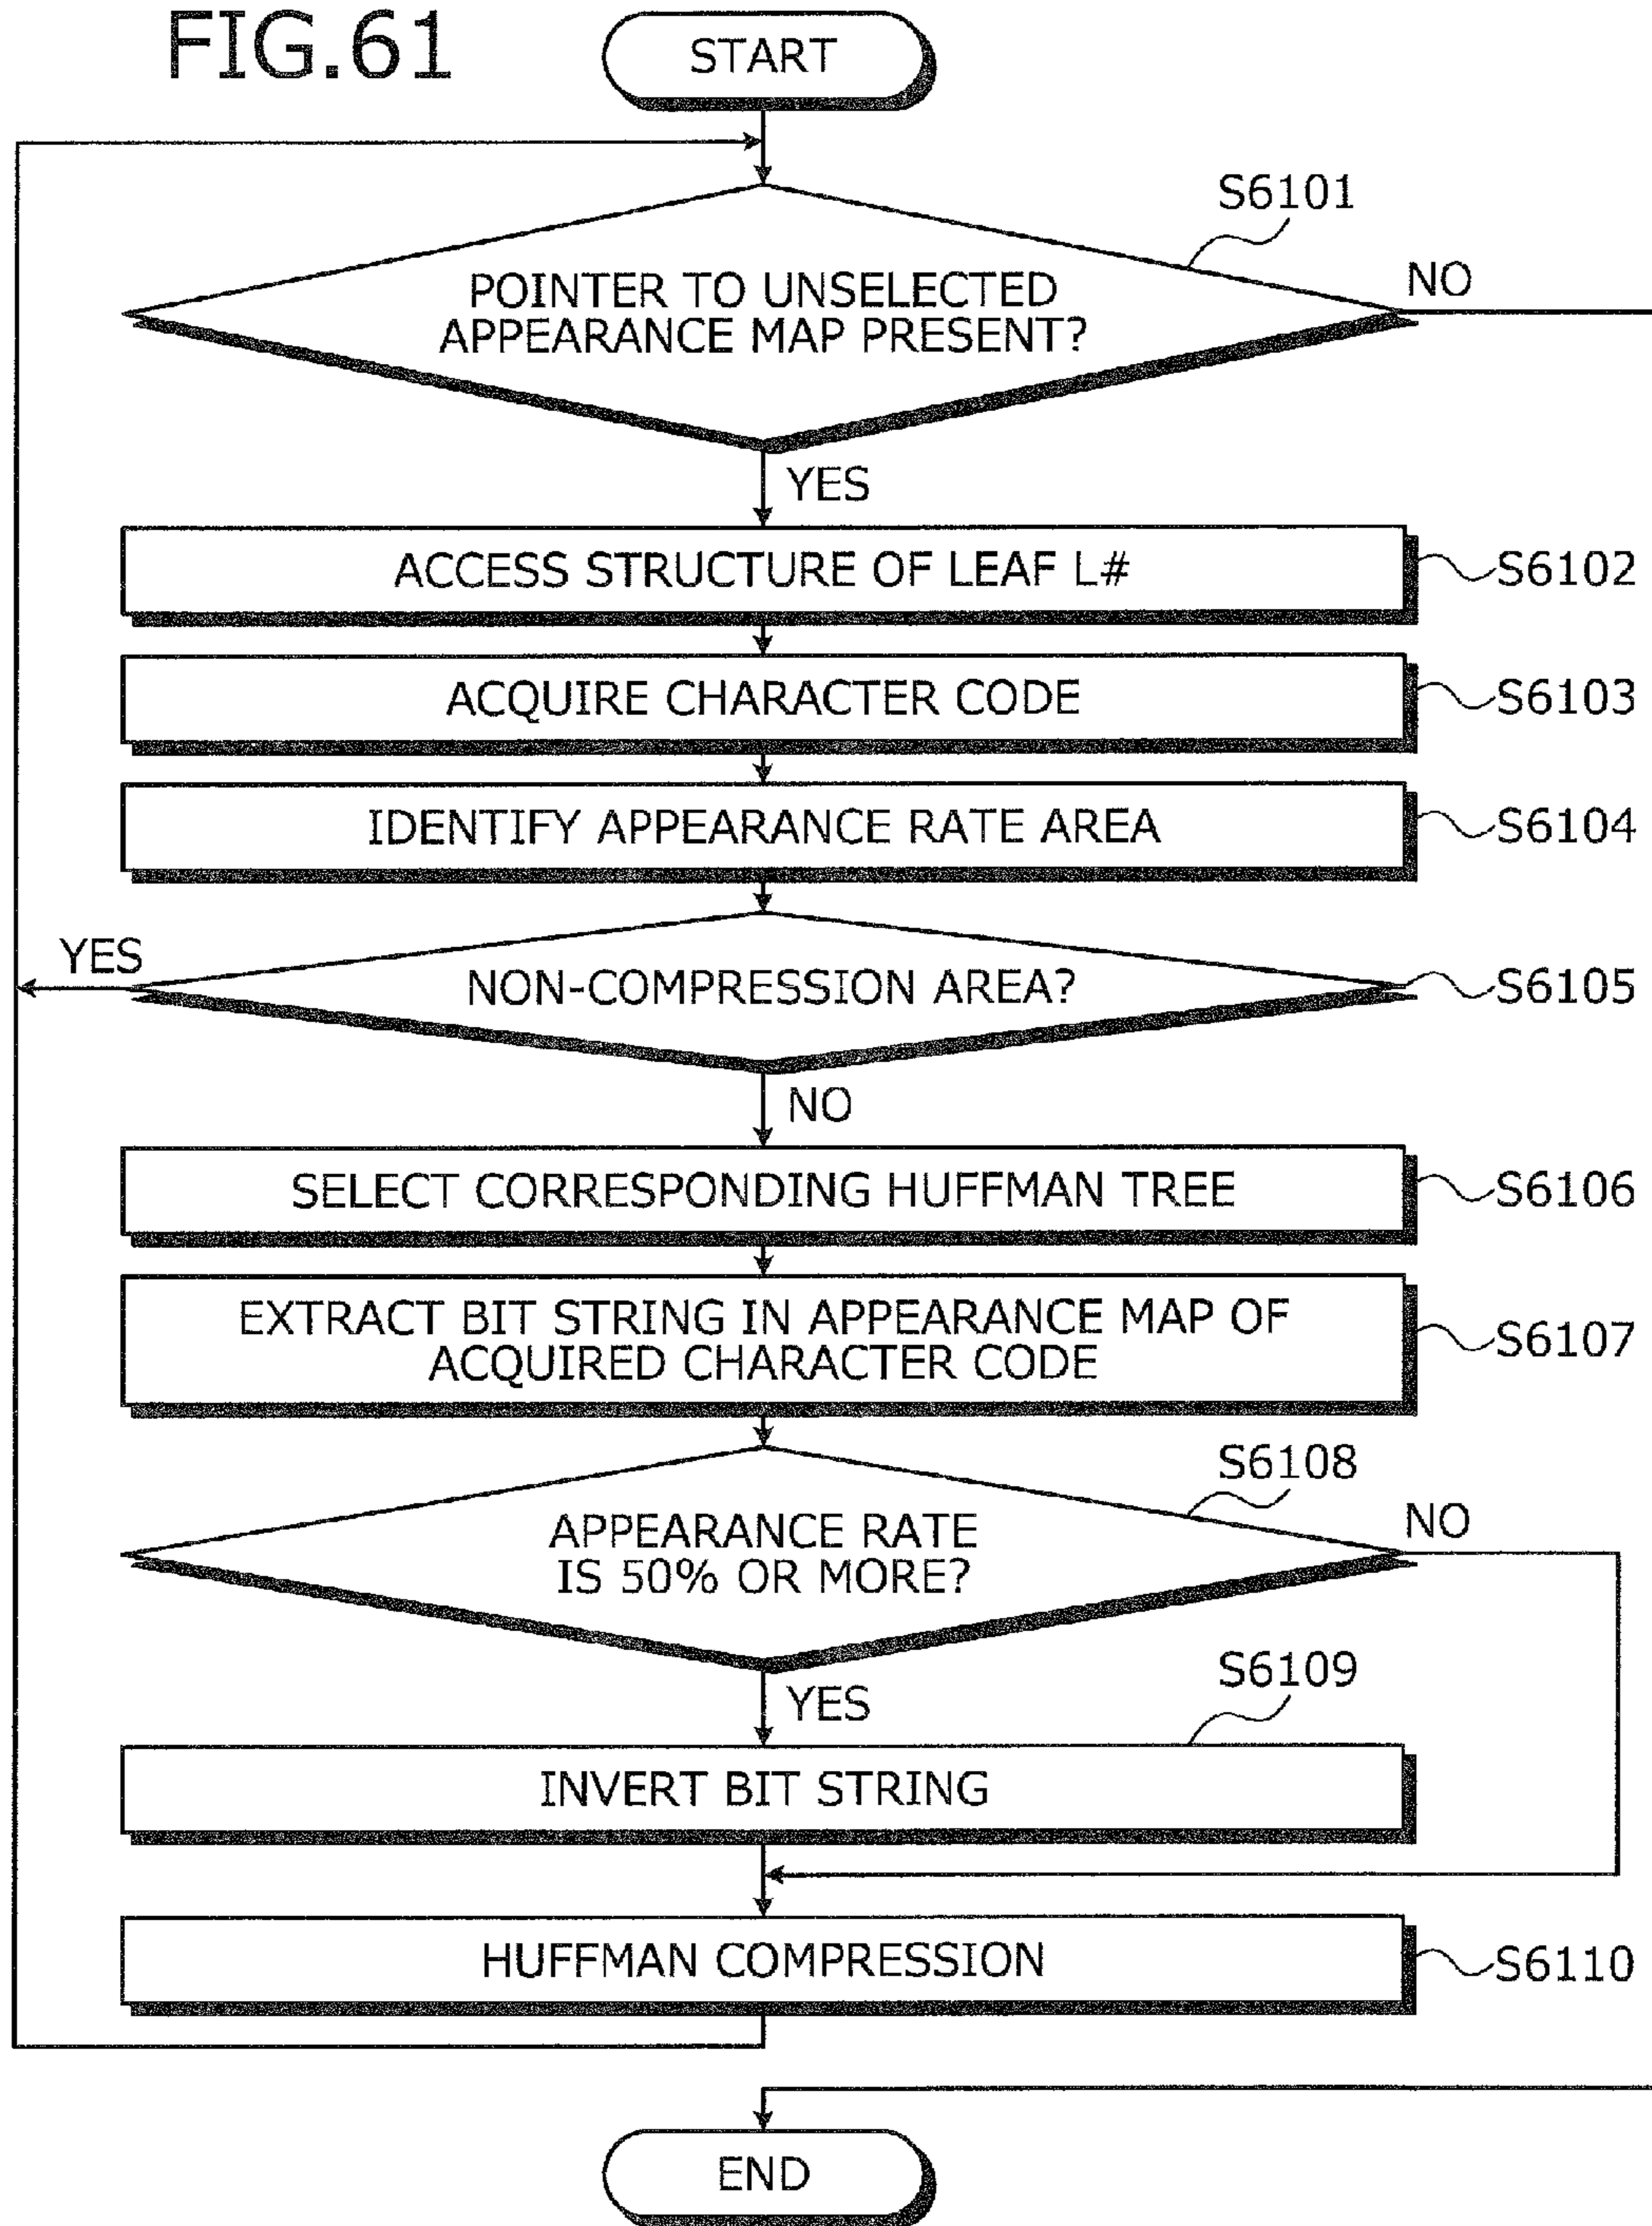 FIG.61
START
S6101
POINTER TO UNSELECTED
APPEARANCE MAP PRESENT?
NO
YES
ACCESS STRUCTURE OF LEAF L#
S6102
ACQUIRE CHARACTER CODE
S6103
IDENTIFY APPEARANCE RATE AREA
S6104
YES
NON-COMPRESSION AREA?
S6105
NO
SELECT CORRESPONDING HUFFMAN TREE
S6106
EXTRACT BIT STRING IN APPEARANCE MAP OF
ACQUIRED CHARACTER CODE
S6107
S6108
APPEARANCE RATE
IS 50% OR MORE?
NO
YES
S6109
INVERT BIT STRING
HUFFMAN COMPRESSION
S6110
END